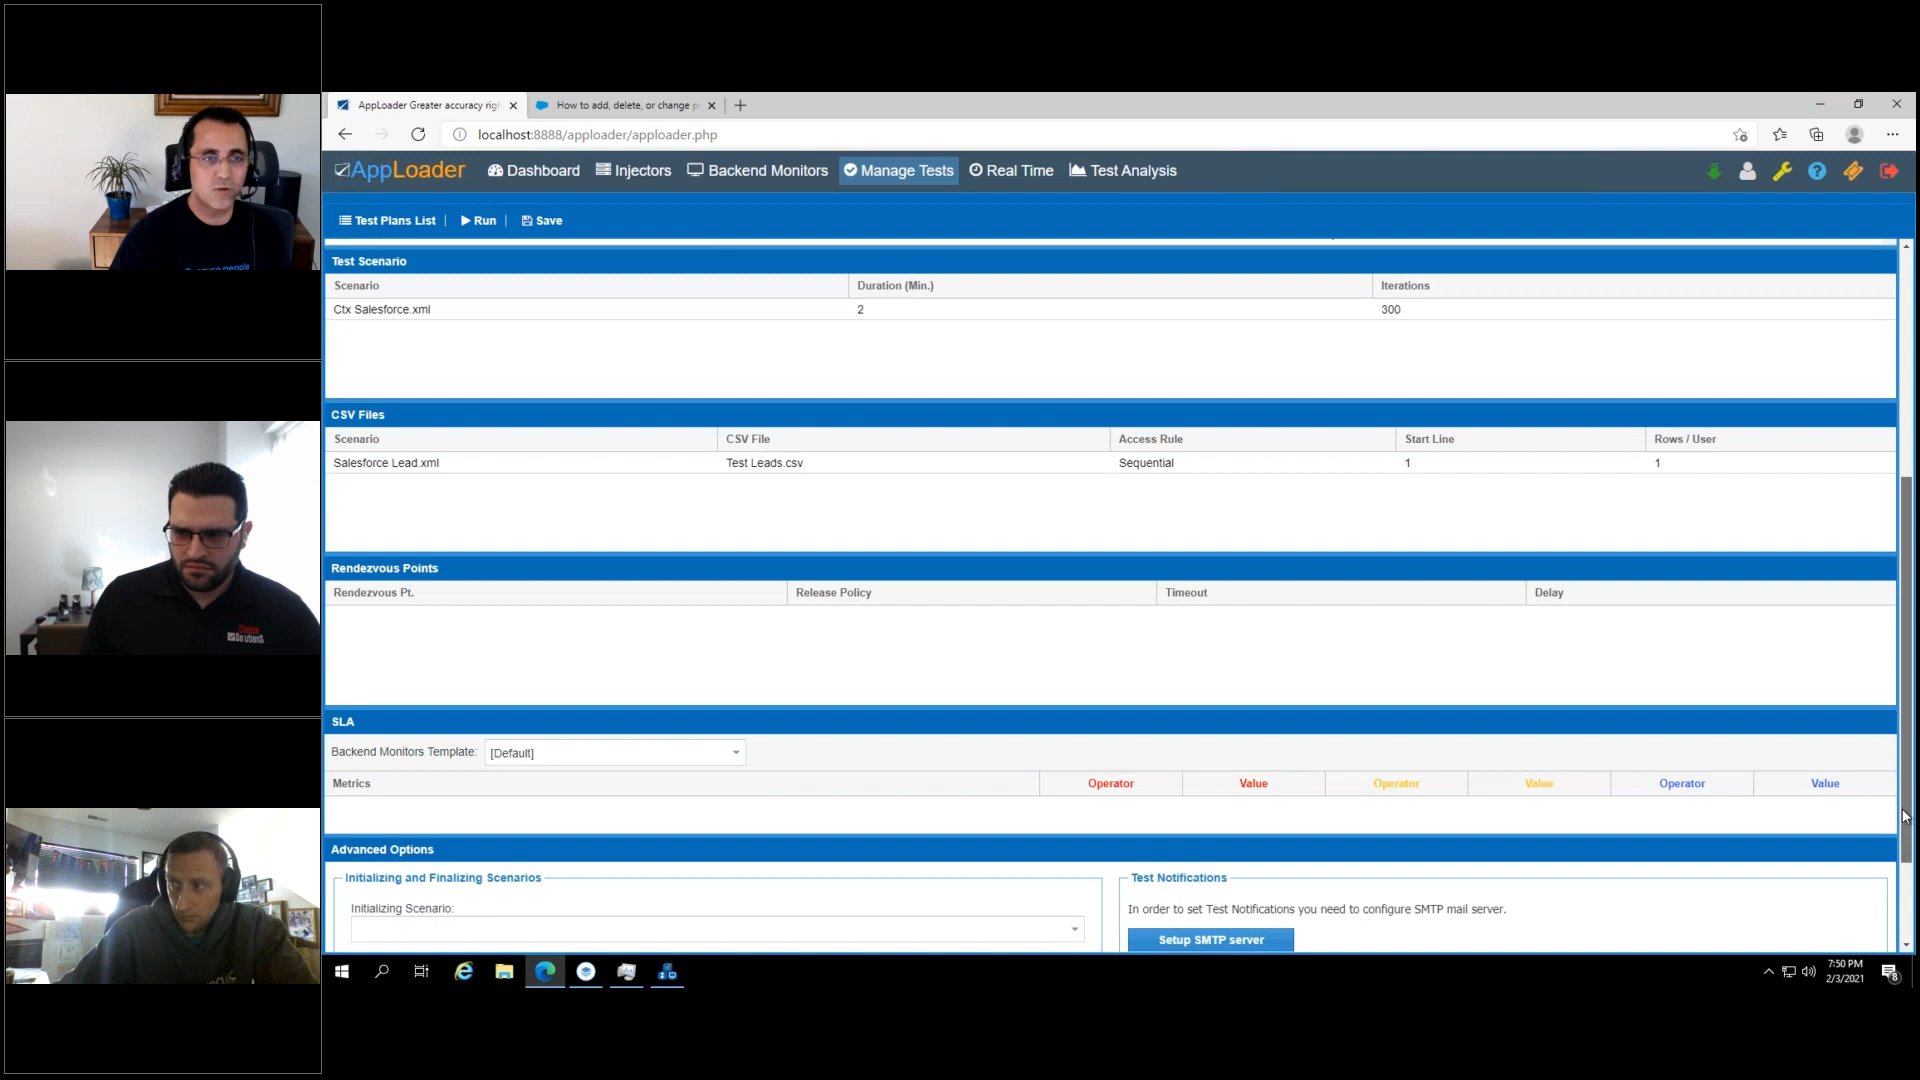 AppLoader Greater accuracy righ
How to add, delete, or change p
localhost:8888/apploader/apploader.php
AppLoader
Dashboard
Injectors
Backend Monitors
Manage Tests
Real Time
Test Analysis
Test Plans List
Run
Save
Test Scenario
Scenario Duration (Min.) Iterations
Ctx Salesforce.xml 2 300
CSV Files
Scenario CSV File Access Rule Start Line Rows / User
Salesforce Lead.xml Test Leads.csv Sequential 1 1
Rendezvous Points
Rendezvous Pt. Release Policy Timeout Delay
SLA
Backend Monitors Template: [Default]
Metrics Operator Value Operator Value Operator Value
Advanced Options
Initializing and Finalizing Scenarios
Initializing Scenario:
Test Notifications
In order to set Test Notifications you need to configure SMTP mail server.
Setup SMTP server
7:50 PM
2/3/2021
8
people
Choice
Solutions